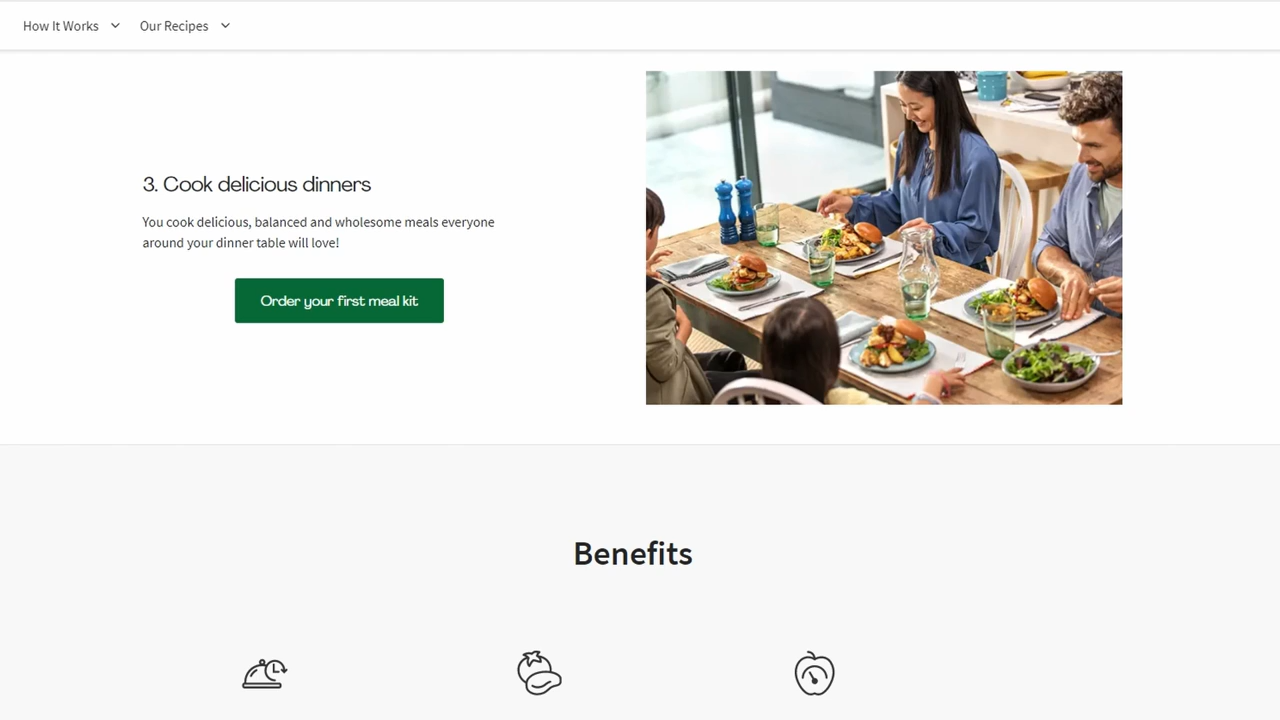 How It Works
Our Recipes
3. Cook delicious dinners
You cook delicious, balanced and wholesome meals everyone
around your dinner table will love!
Order your first meal kit
Benefits